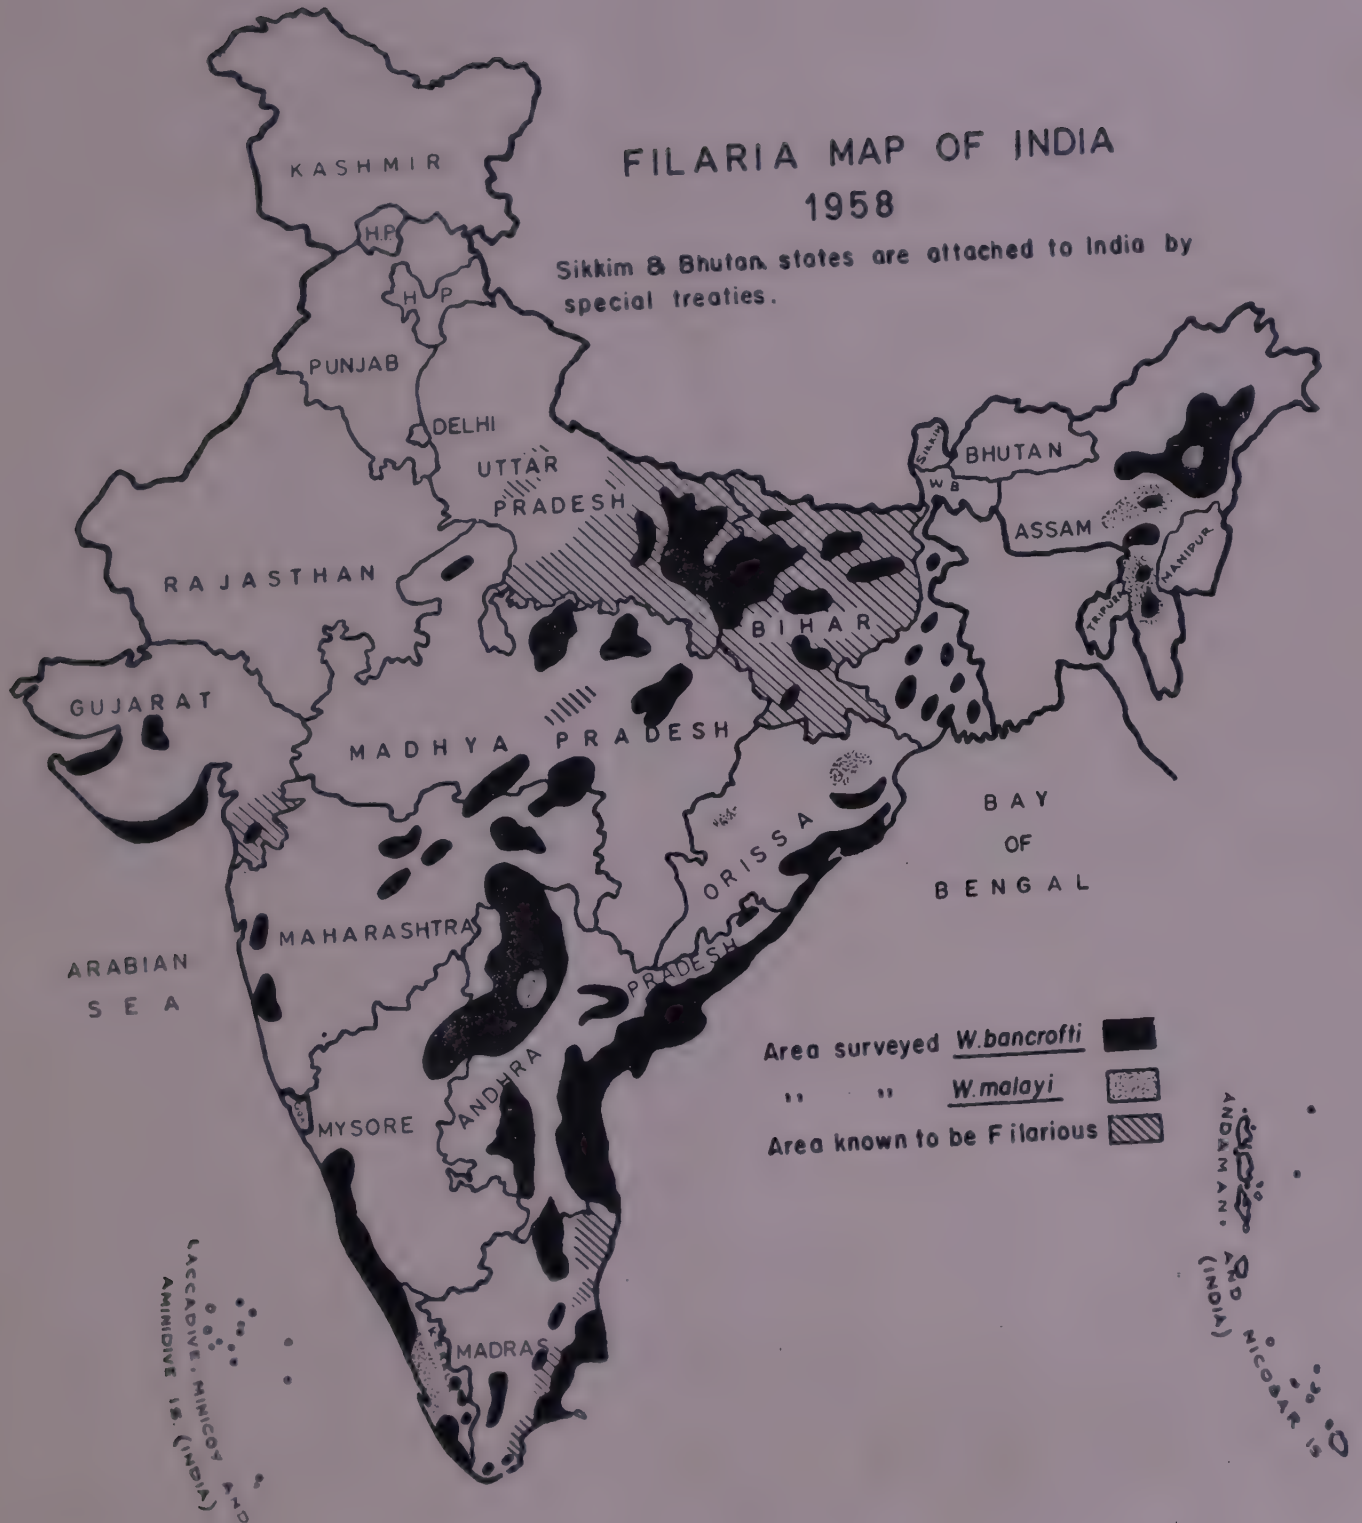 FILARIA MAP OF INDIA
1958
Sikkim & Bhutan states are attached to India by
special treaties.
KASHMIR
H.P.
H P
PUNJAB
DELHI
UTTAR
PRADESH
RAJASTHAN
SIKKIM
BHUTAN
W B
ASSAM
MANIPUR
TRIPURA
BIHAR
GUJARAT
MADHYA PRADESH
ORISSA
BAY
OF
BENGAL
MAHARASHTRA
ARABIAN
SEA
ANDHRA
PRADESH
MYSORE
MADRAS
Area surveyed W.bancrofti
" " W.malayi
Area known to be Filarious
ANDAMAN. AND NICOBAR IS
(INDIA)
LACCADIVE, MINICOY AND
AMINIDIVE IS. (INDIA)